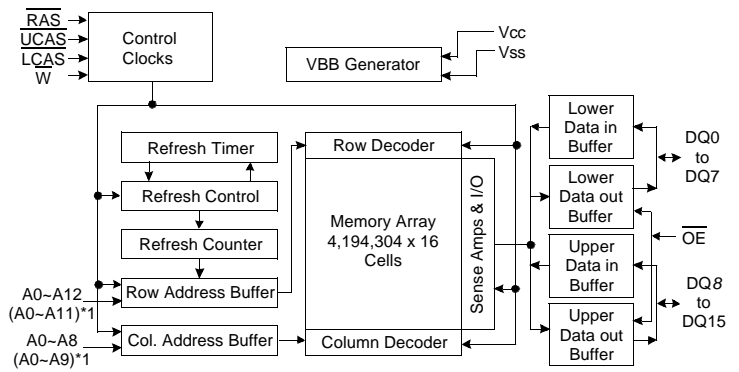 RAS
UCAS
LCAS
W
Control
Clocks
VBB Generator
Vcc
Vss
Refresh Timer
Refresh Control
Refresh Counter
Row Address Buffer
Col. Address Buffer
A0~A12
(A0~A11)*1
A0~A8
(A0~A9)*1
Row Decoder
Memory Array
4,194,304 x 16
Cells
Column Decoder
Sense Amps & I/O
Lower
Data in
Buffer
Lower
Data out
Buffer
Upper
Data in
Buffer
Upper
Data out
Buffer
DQ0
to
DQ7
OE
DQ8
to
DQ15